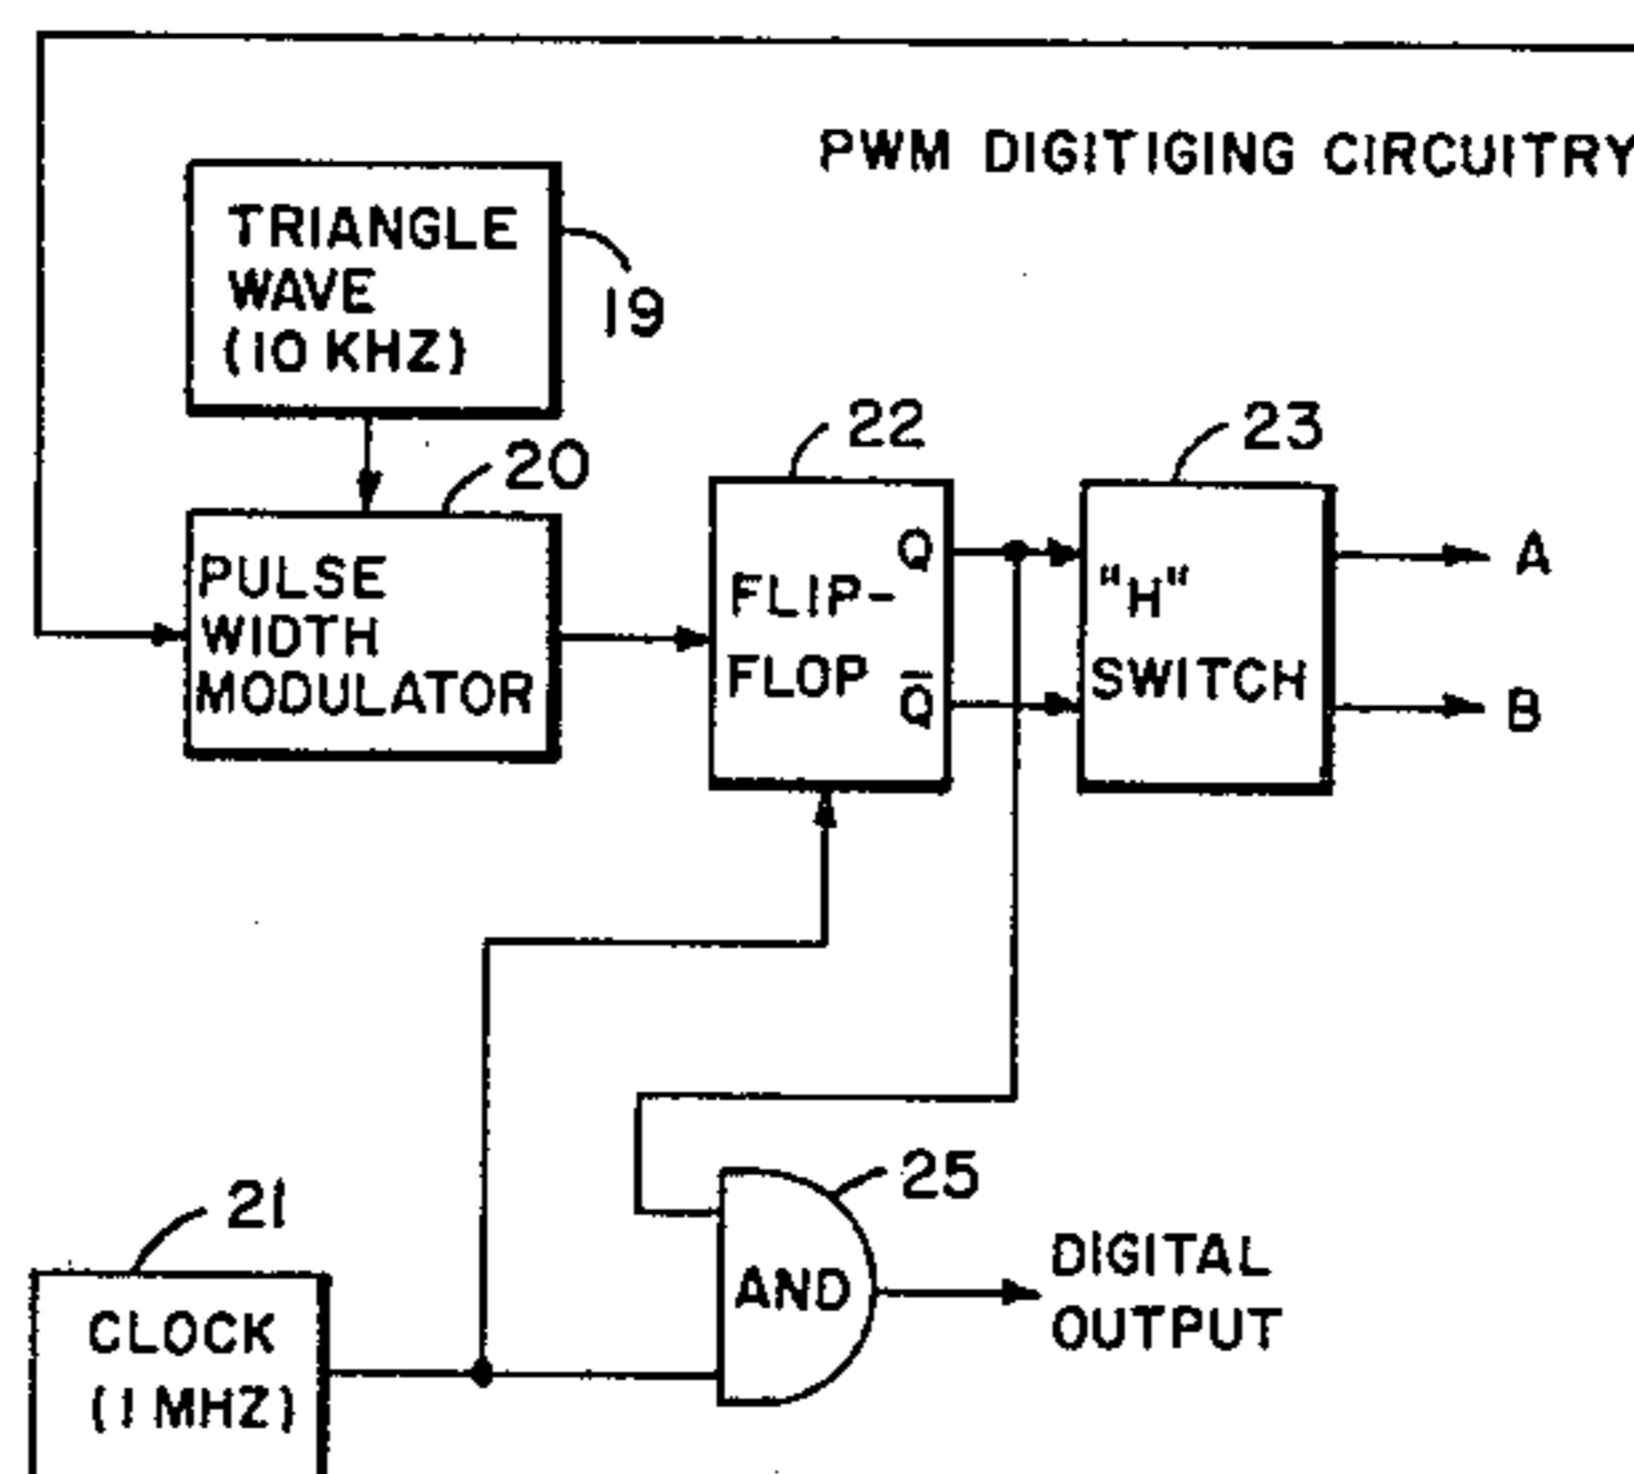 PWM DIGITIGING CIRCUITRY
TRIANGLE
WAVE
(10 KHZ)
19
20
PULSE
WIDTH
MODULATOR
22
Q
FLIP-
FLOP
Q̅
23
"H"
SWITCH
A
B
21
CLOCK
(1 MHZ)
25
AND
DIGITAL
OUTPUT